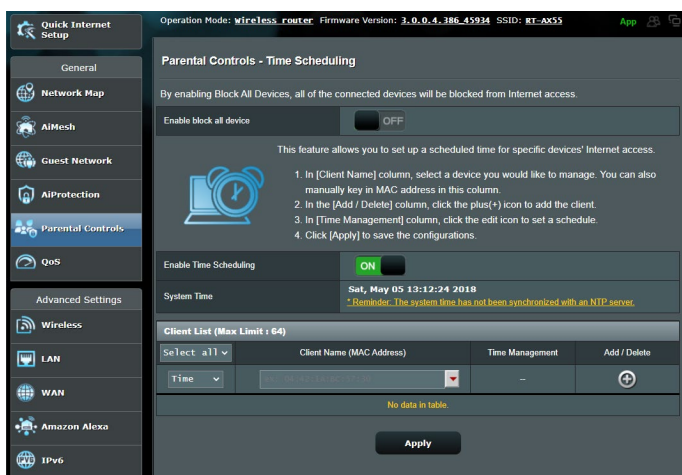 Quick Internet
Setup
Operation Mode: Wireless router Firmware Version: 3.0.0.4.386_45934 SSID: RT-AX55
App
General
Network Map
AiMesh
Guest Network
AiProtection
Parental Controls
QoS
Advanced Settings
Wireless
LAN
WAN
Amazon Alexa
IPv6
Parental Controls - Time Scheduling
By enabling Block All Devices, all of the connected devices will be blocked from Internet access.
Enable block all device
OFF
This feature allows you to set up a scheduled time for specific devices' Internet access.
1. In [Client Name] column, select a device you would like to manage. You can also
manually key in MAC address in this column.
2. In the [Add / Delete] column, click the plus(+) icon to add the client.
3. In [Time Management] column, click the edit icon to set a schedule.
4. Click [Apply] to save the configurations.
Enable Time Scheduling
ON
System Time
Sat, May 05 13:12:24 2018
* Reminder: The system time has not been synchronized with an NTP server.
Client List (Max Limit : 64)
Select all Client Name (MAC Address) Time Management Add / Delete
Time –
No data in table.
Apply